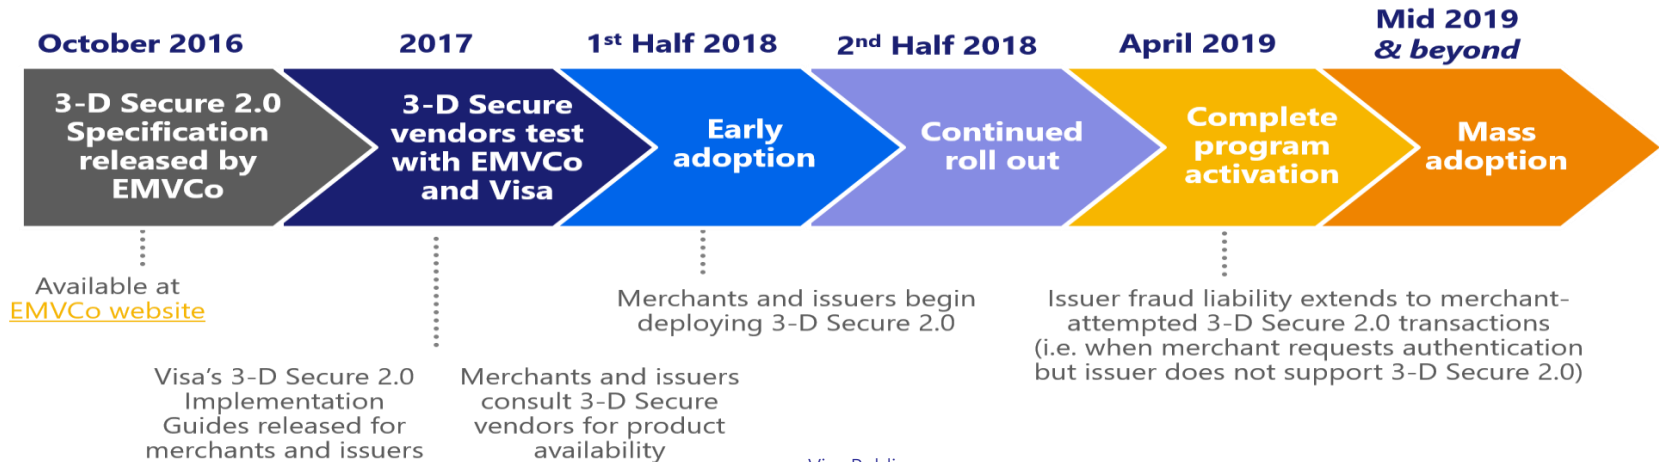 October 2016
2017
1st Half 2018
2nd Half 2018
April 2019
Mid 2019
& beyond
3-D Secure 2.0
Specification
released by
EMVCo
3-D Secure
vendors test
with EMVCo
and Visa
Early
adoption
Continued
roll out
Complete
program
activation
Mass
adoption
Available at
EMVCo website
Visa’s 3-D Secure 2.0
Implementation
Guides released for
merchants and issuers
Merchants and issuers
consult 3-D Secure
vendors for product
availability
Merchants and issuers begin
deploying 3-D Secure 2.0
Issuer fraud liability extends to merchant-
attempted 3-D Secure 2.0 transactions
(i.e. when merchant requests authentication
but issuer does not support 3-D Secure 2.0)